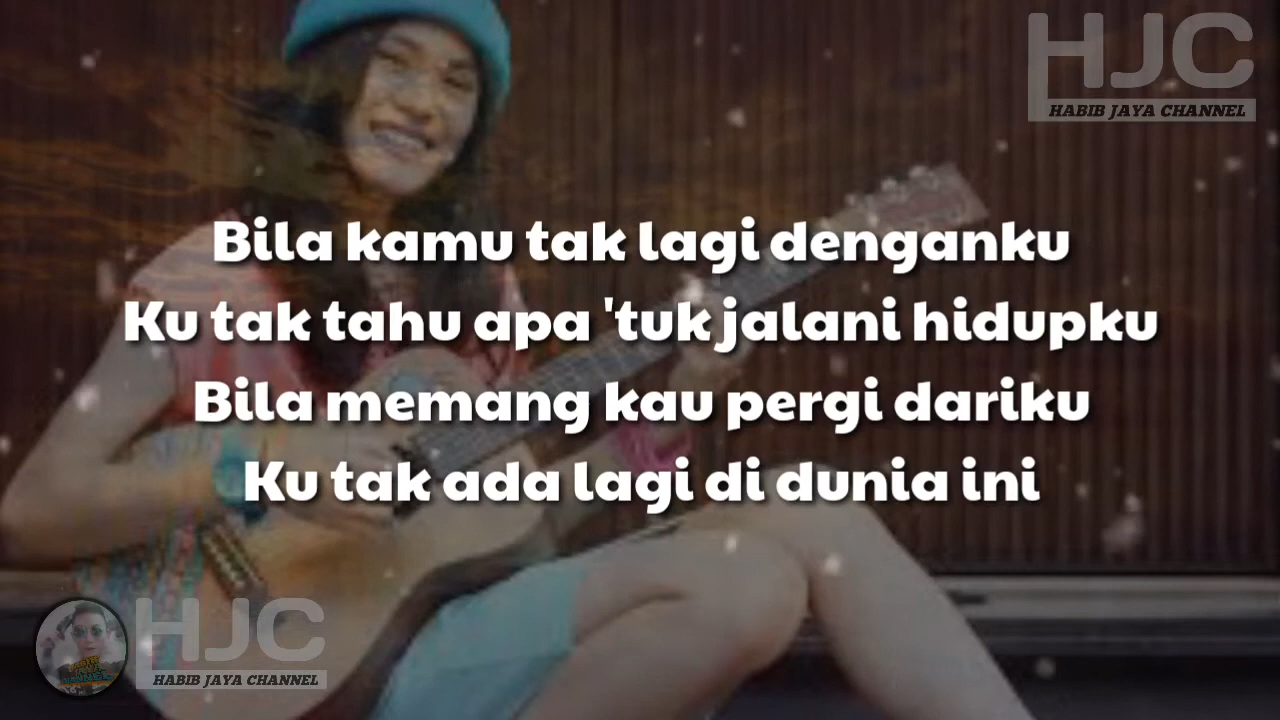 HJC
HABIB JAYA CHANNEL
Bila kamu tak lagi denganku
Ku tak tahu apa 'tuk jalani hidupku
Bila memang kau pergi dariku
Ku tak ada lagi di dunia ini
HJC
HABIB JAYA CHANNEL